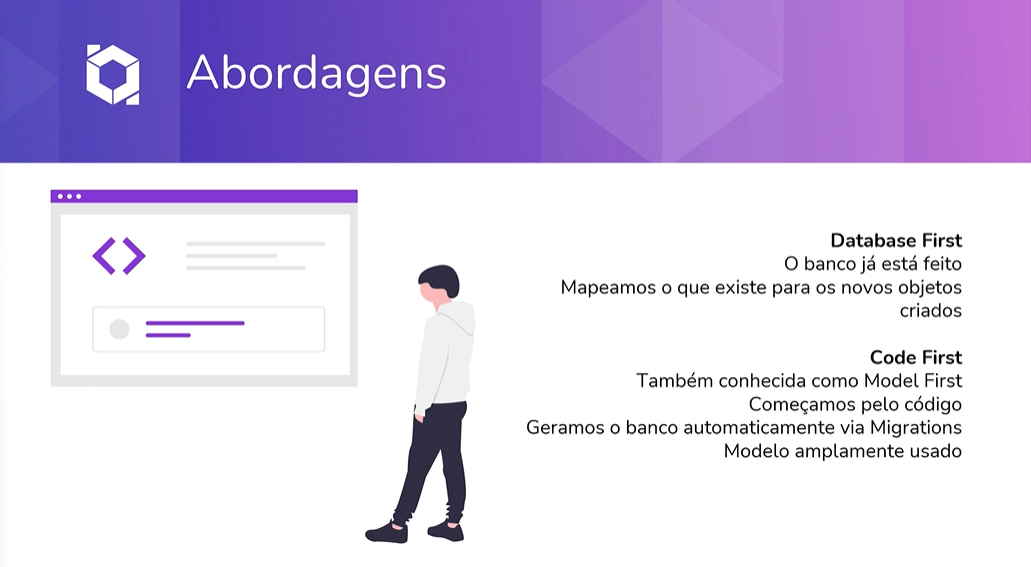 Abordagens
Database First
O banco já está feito
Mapeamos o que existe para os novos objetos
criados
Code First
Também conhecida como Model First
Começamos pelo código
Geramos o banco automaticamente via Migrations
Modelo amplamente usado